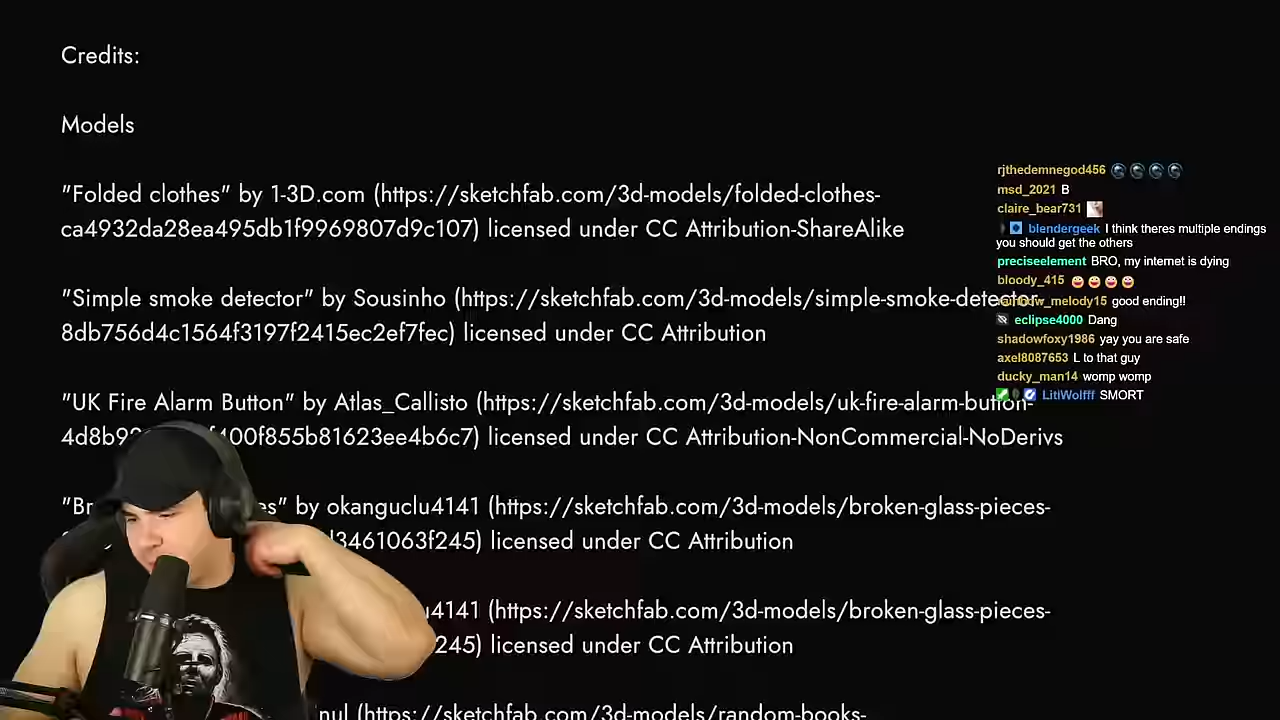 Credits:
Models
"Folded clothes" by 1-3D.com (https://sketchfab.com/3d-models/folded-clothes-
ca4932da28ea495db1f9969807d9c107) licensed under CC Attribution-ShareAlike
"Simple smoke detector" by Sousinho (https://sketchfab.com/3d-models/simple-smoke-detector-
8db756d4c1564f3197f2415ec2ef7fec) licensed under CC Attribution
"UK Fire Alarm Button" by Atlas_Callisto (https://sketchfab.com/3d-models/uk-fire-alarm-button-
400f855b81623ee4b6c7) licensed under CC Attribution-NonCommercial-NoDerivs
by okanguclu4141 (https://sketchfab.com/3d-models/broken-glass-pieces-
3461063f245) licensed under CC Attribution
4141 (https://sketchfab.com/3d-models/broken-glass-pieces-
245) licensed under CC Attribution
nul (https://sketchfab.com/3d-models/random-books-
rjthedemnegod456
msd_2021 B
claire_bear731
blendergeek I think theres multiple endings
you should get the others
preciseelement BRO, my internet is dying
bloody_415
rainbow_melody15 good ending!!
eclipse4000 Dang
shadowfoxy1986 yay you are safe
axel8087653 L to that guy
ducky_man14 womp womp
LitlWolfff SMORT